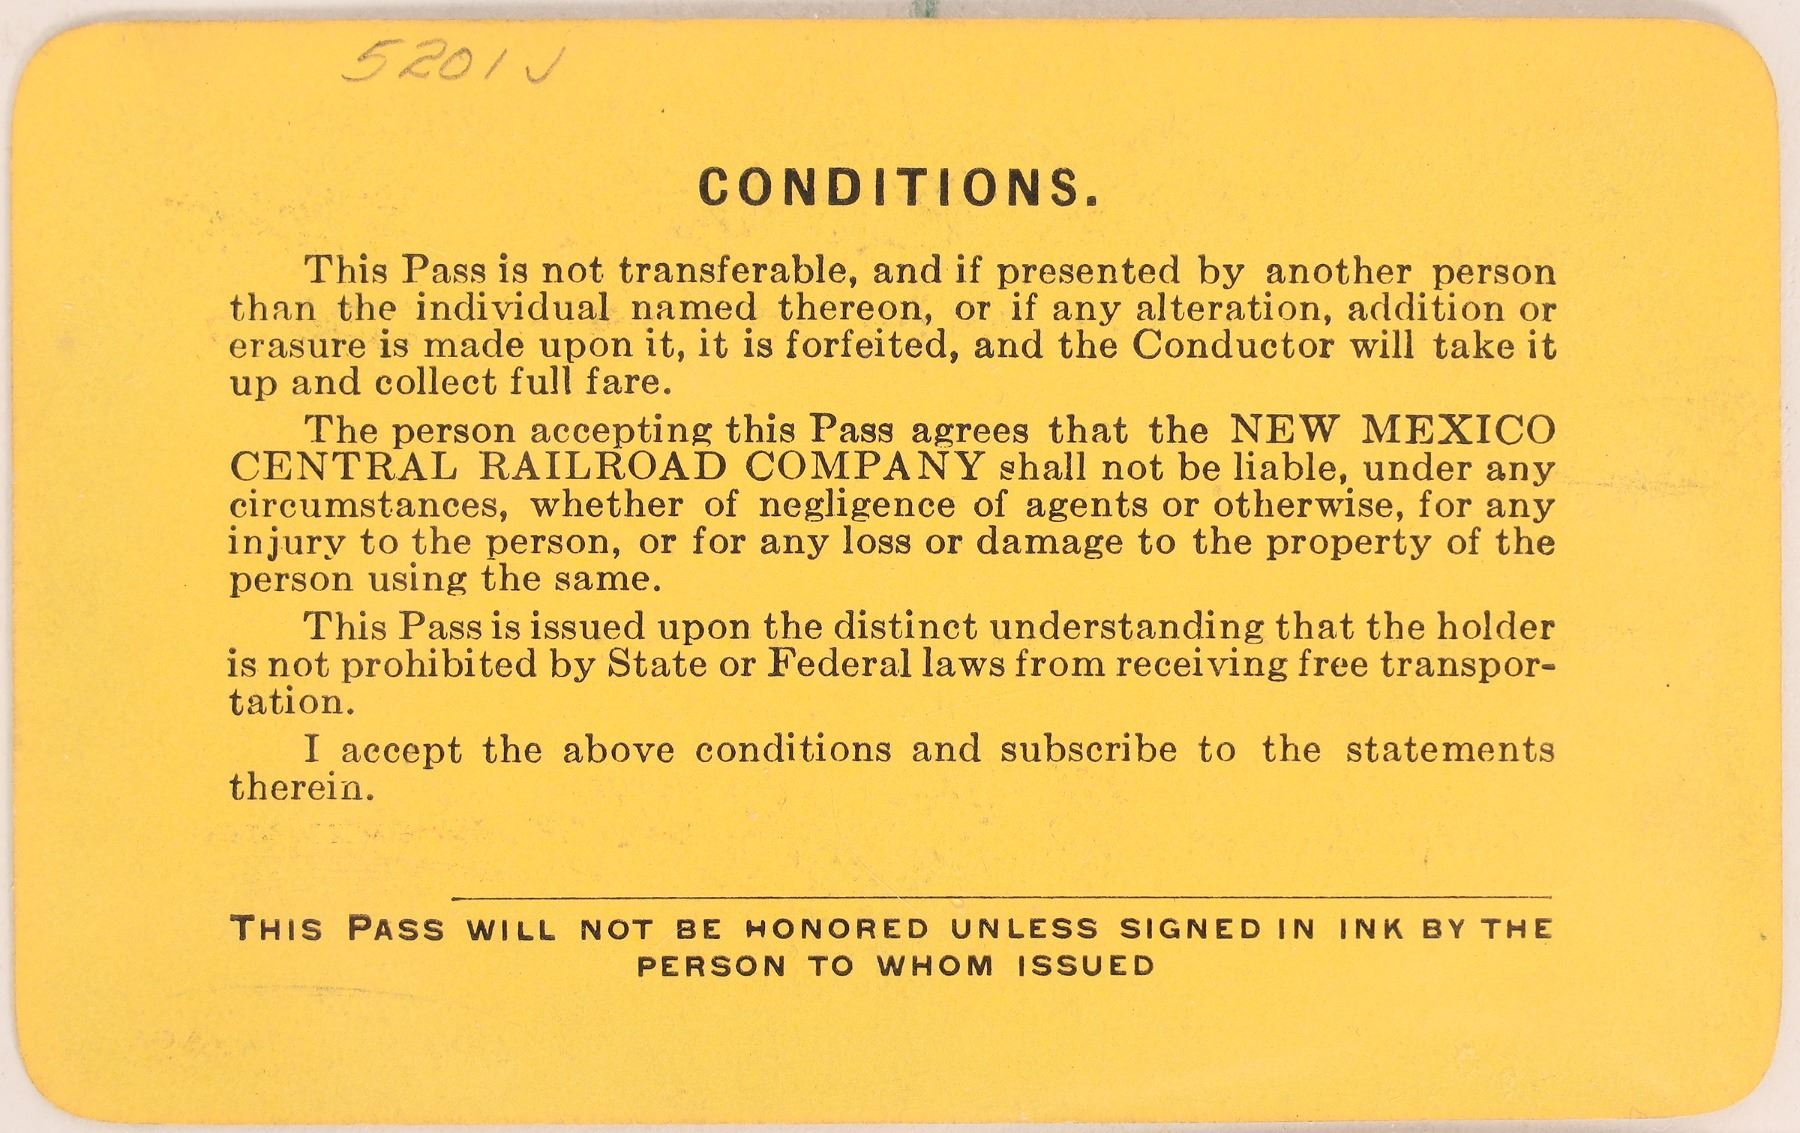 5201J
CONDITIONS.
This Pass is not transferable, and if presented by another person
than the individual named thereon, or if any alteration, addition or
erasure is made upon it, it is forfeited, and the Conductor will take it
up and collect full fare.
The person accepting this Pass agrees that the NEW MEXICO
CENTRAL RAILROAD COMPANY shall not be liable, under any
circumstances, whether of negligence of agents or otherwise, for any
injury to the person, or for any loss or damage to the property of the
person using the same.
This Pass is issued upon the distinct understanding that the holder
is not prohibited by State or Federal laws from receiving free transpor-
tation.
I accept the above conditions and subscribe to the statements
therein.
THIS PASS WILL NOT BE HONORED UNLESS SIGNED IN INK BY THE
PERSON TO WHOM ISSUED